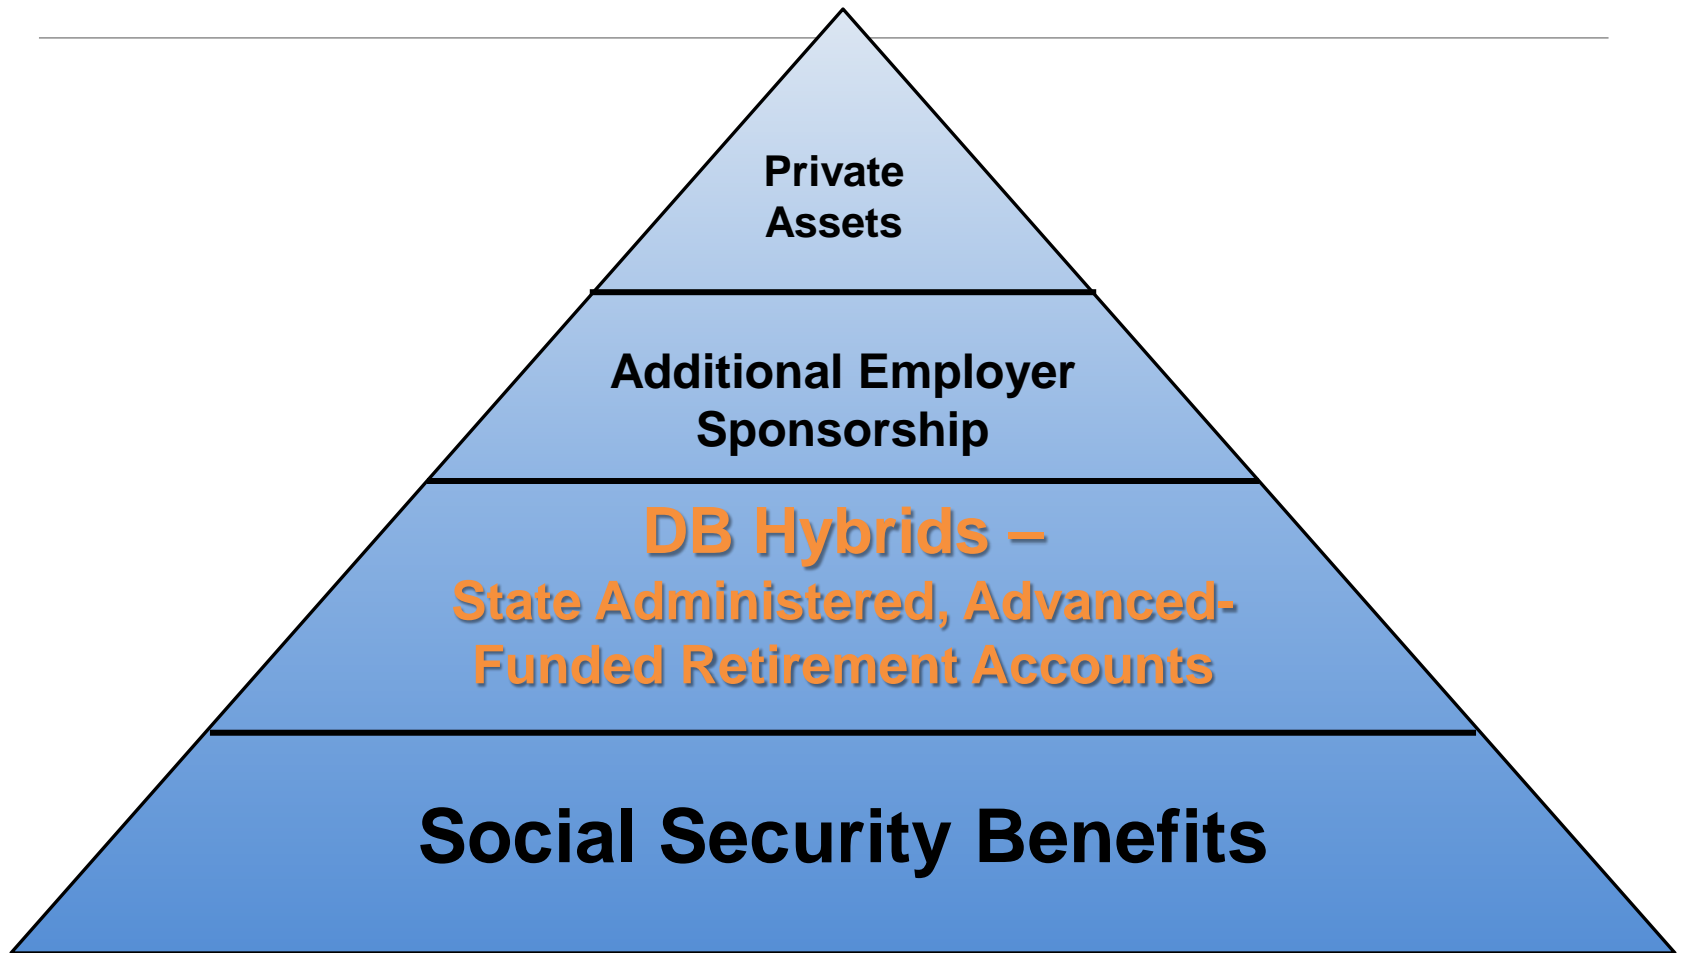 Private
Assets
Additional Employer
Sponsorship
DB Hybrids –
State Administered, Advanced-
Funded Retirement Accounts
Social Security Benefits